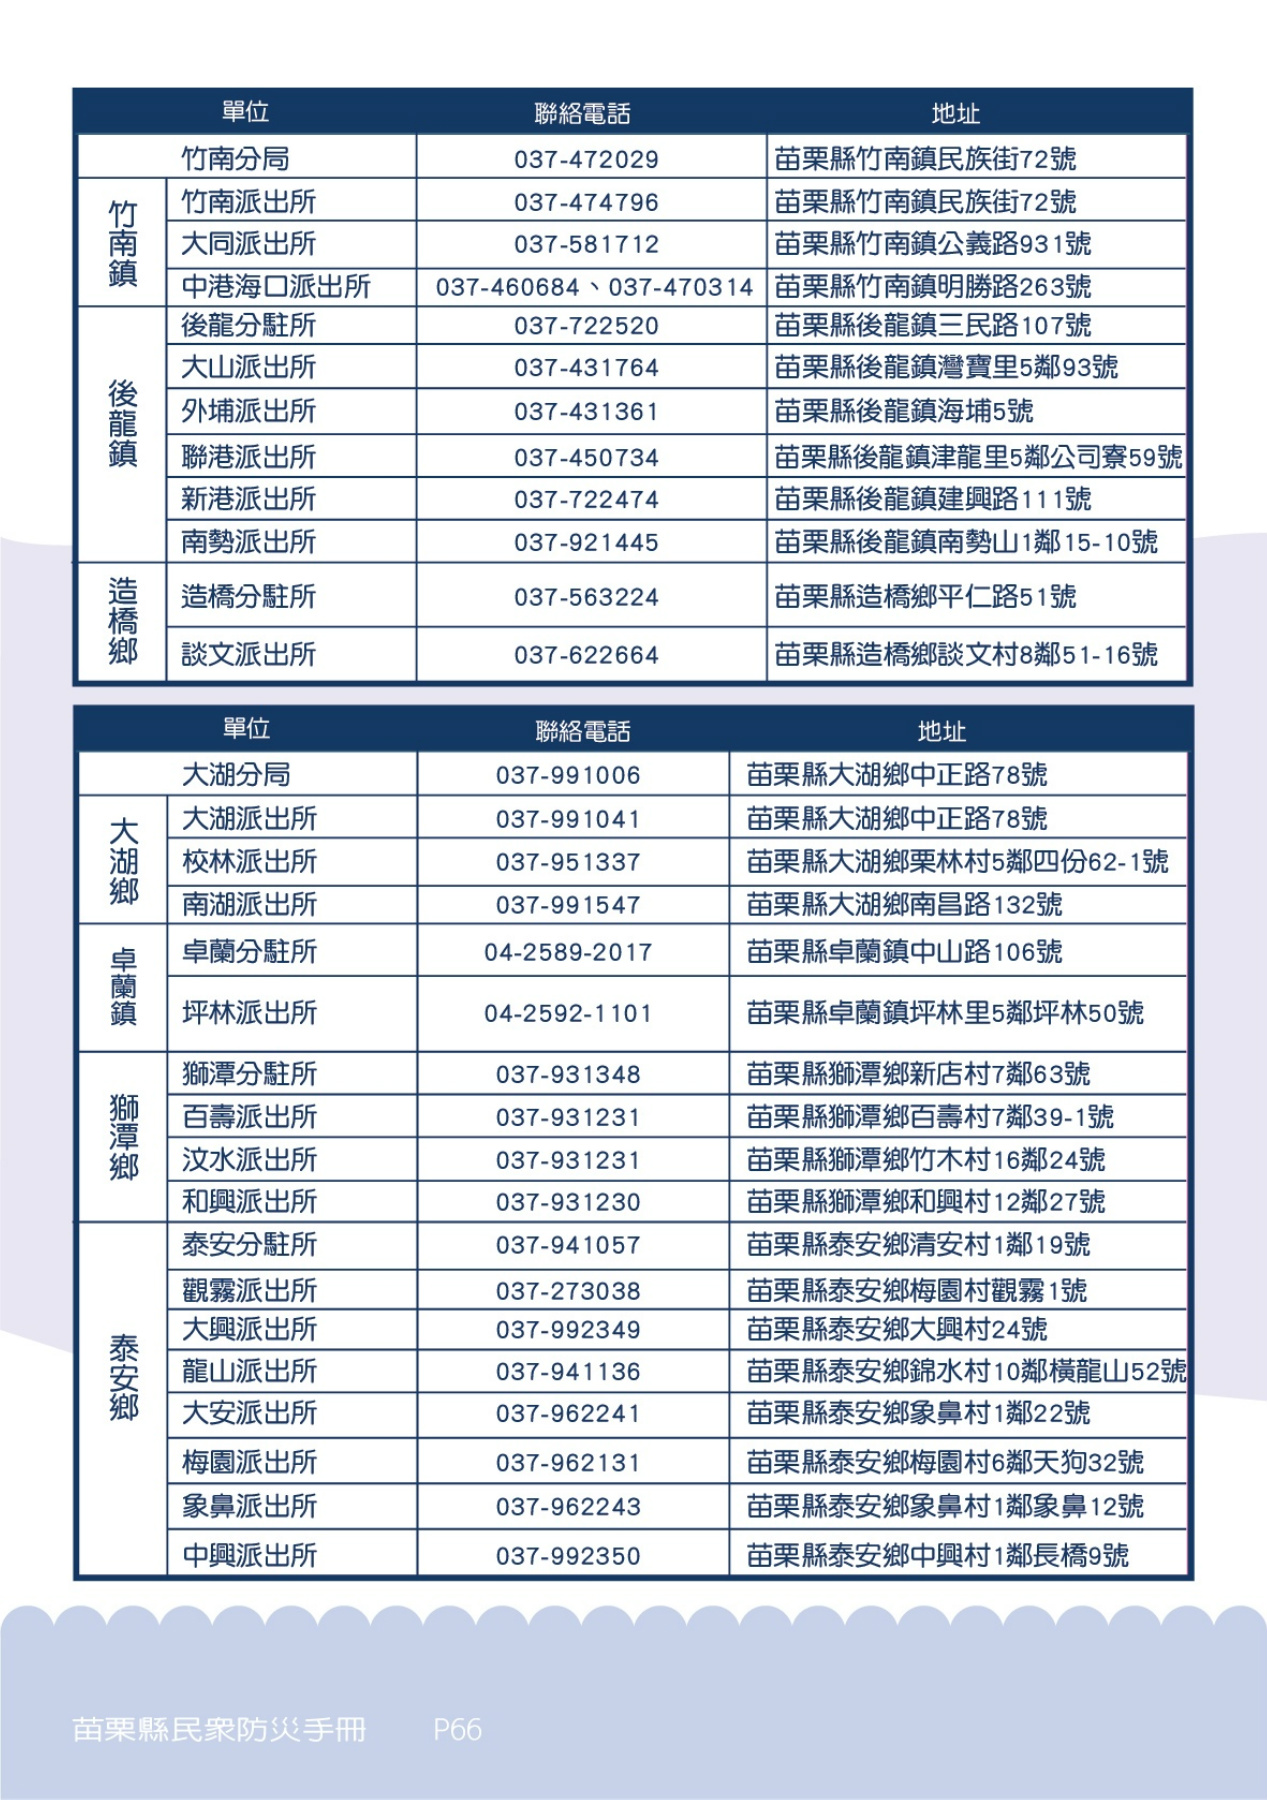 單位 聯絡電話 地址
竹南分局 037-472029 苗栗縣竹南鎮民族街72號
竹南鎮
竹南派出所 037-474796 苗栗縣竹南鎮民族街72號
大同派出所 037-581712 苗栗縣竹南鎮公義路931號
中港海口派出所 037-460684、037-470314 苗栗縣竹南鎮明勝路263號
後龍鎮
後龍分駐所 037-722520 苗栗縣後龍鎮三民路107號
大山派出所 037-431764 苗栗縣後龍鎮灣寶里5鄰93號
外埔派出所 037-431361 苗栗縣後龍鎮海埔5號
聯港派出所 037-450734 苗栗縣後龍鎮津龍里5鄰公司寮59號
新港派出所 037-722474 苗栗縣後龍鎮建興路111號
南勢派出所 037-921445 苗栗縣後龍鎮南勢山1鄰15-10號
造橋鄉
造橋分駐所 037-563224 苗栗縣造橋鄉平仁路51號
談文派出所 037-622664 苗栗縣造橋鄉談文村8鄰51-16號
單位 聯絡電話 地址
大湖分局 037-991006 苗栗縣大湖鄉中正路78號
大湖鄉
大湖派出所 037-991041 苗栗縣大湖鄉中正路78號
校林派出所 037-951337 苗栗縣大湖鄉栗林村5鄰四份62-1號
南湖派出所 037-991547 苗栗縣大湖鄉南昌路132號
卓蘭鎮
卓蘭分駐所 04-2589-2017 苗栗縣卓蘭鎮中山路106號
坪林派出所 04-2592-1101 苗栗縣卓蘭鎮坪林里5鄰坪林50號
獅潭鄉
獅潭分駐所 037-931348 苗栗縣獅潭鄉新店村7鄰63號
百壽派出所 037-931231 苗栗縣獅潭鄉百壽村7鄰39-1號
汶水派出所 037-931231 苗栗縣獅潭鄉竹木村16鄰24號
和興派出所 037-931230 苗栗縣獅潭鄉和興村12鄰27號
泰安鄉
泰安分駐所 037-941057 苗栗縣泰安鄉清安村1鄰19號
觀霧派出所 037-273038 苗栗縣泰安鄉梅園村觀霧1號
大興派出所 037-992349 苗栗縣泰安鄉大興村24號
龍山派出所 037-941136 苗栗縣泰安鄉錦水村10鄰橫龍山52號
大安派出所 037-962241 苗栗縣泰安鄉象鼻村1鄰22號
梅園派出所 037-962131 苗栗縣泰安鄉梅園村6鄰天狗32號
象鼻派出所 037-962243 苗栗縣泰安鄉象鼻村1鄰象鼻12號
中興派出所 037-992350 苗栗縣泰安鄉中興村1鄰長橋9號
苗栗縣民眾防災手冊 P66